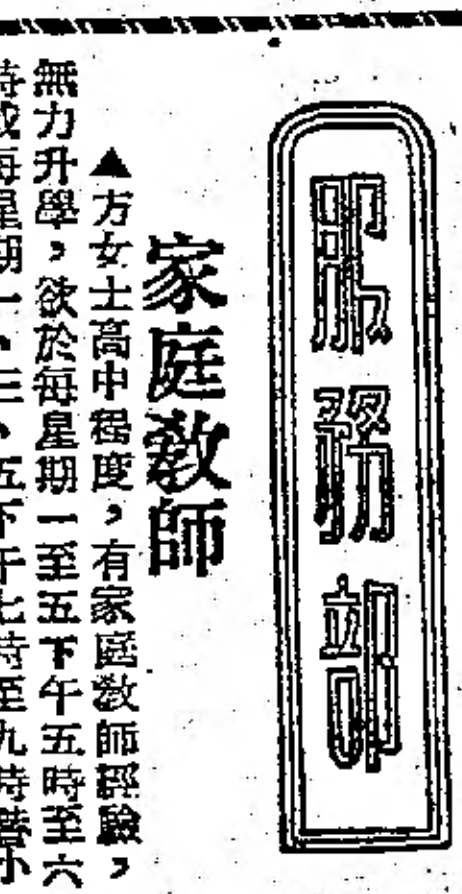 服務部
家庭教師
▲方女士高中程度，有家庭教師經驗，
無力升學，欲於每星期一至五下午五時至六
時或每星期一、三、五下午七時至九時